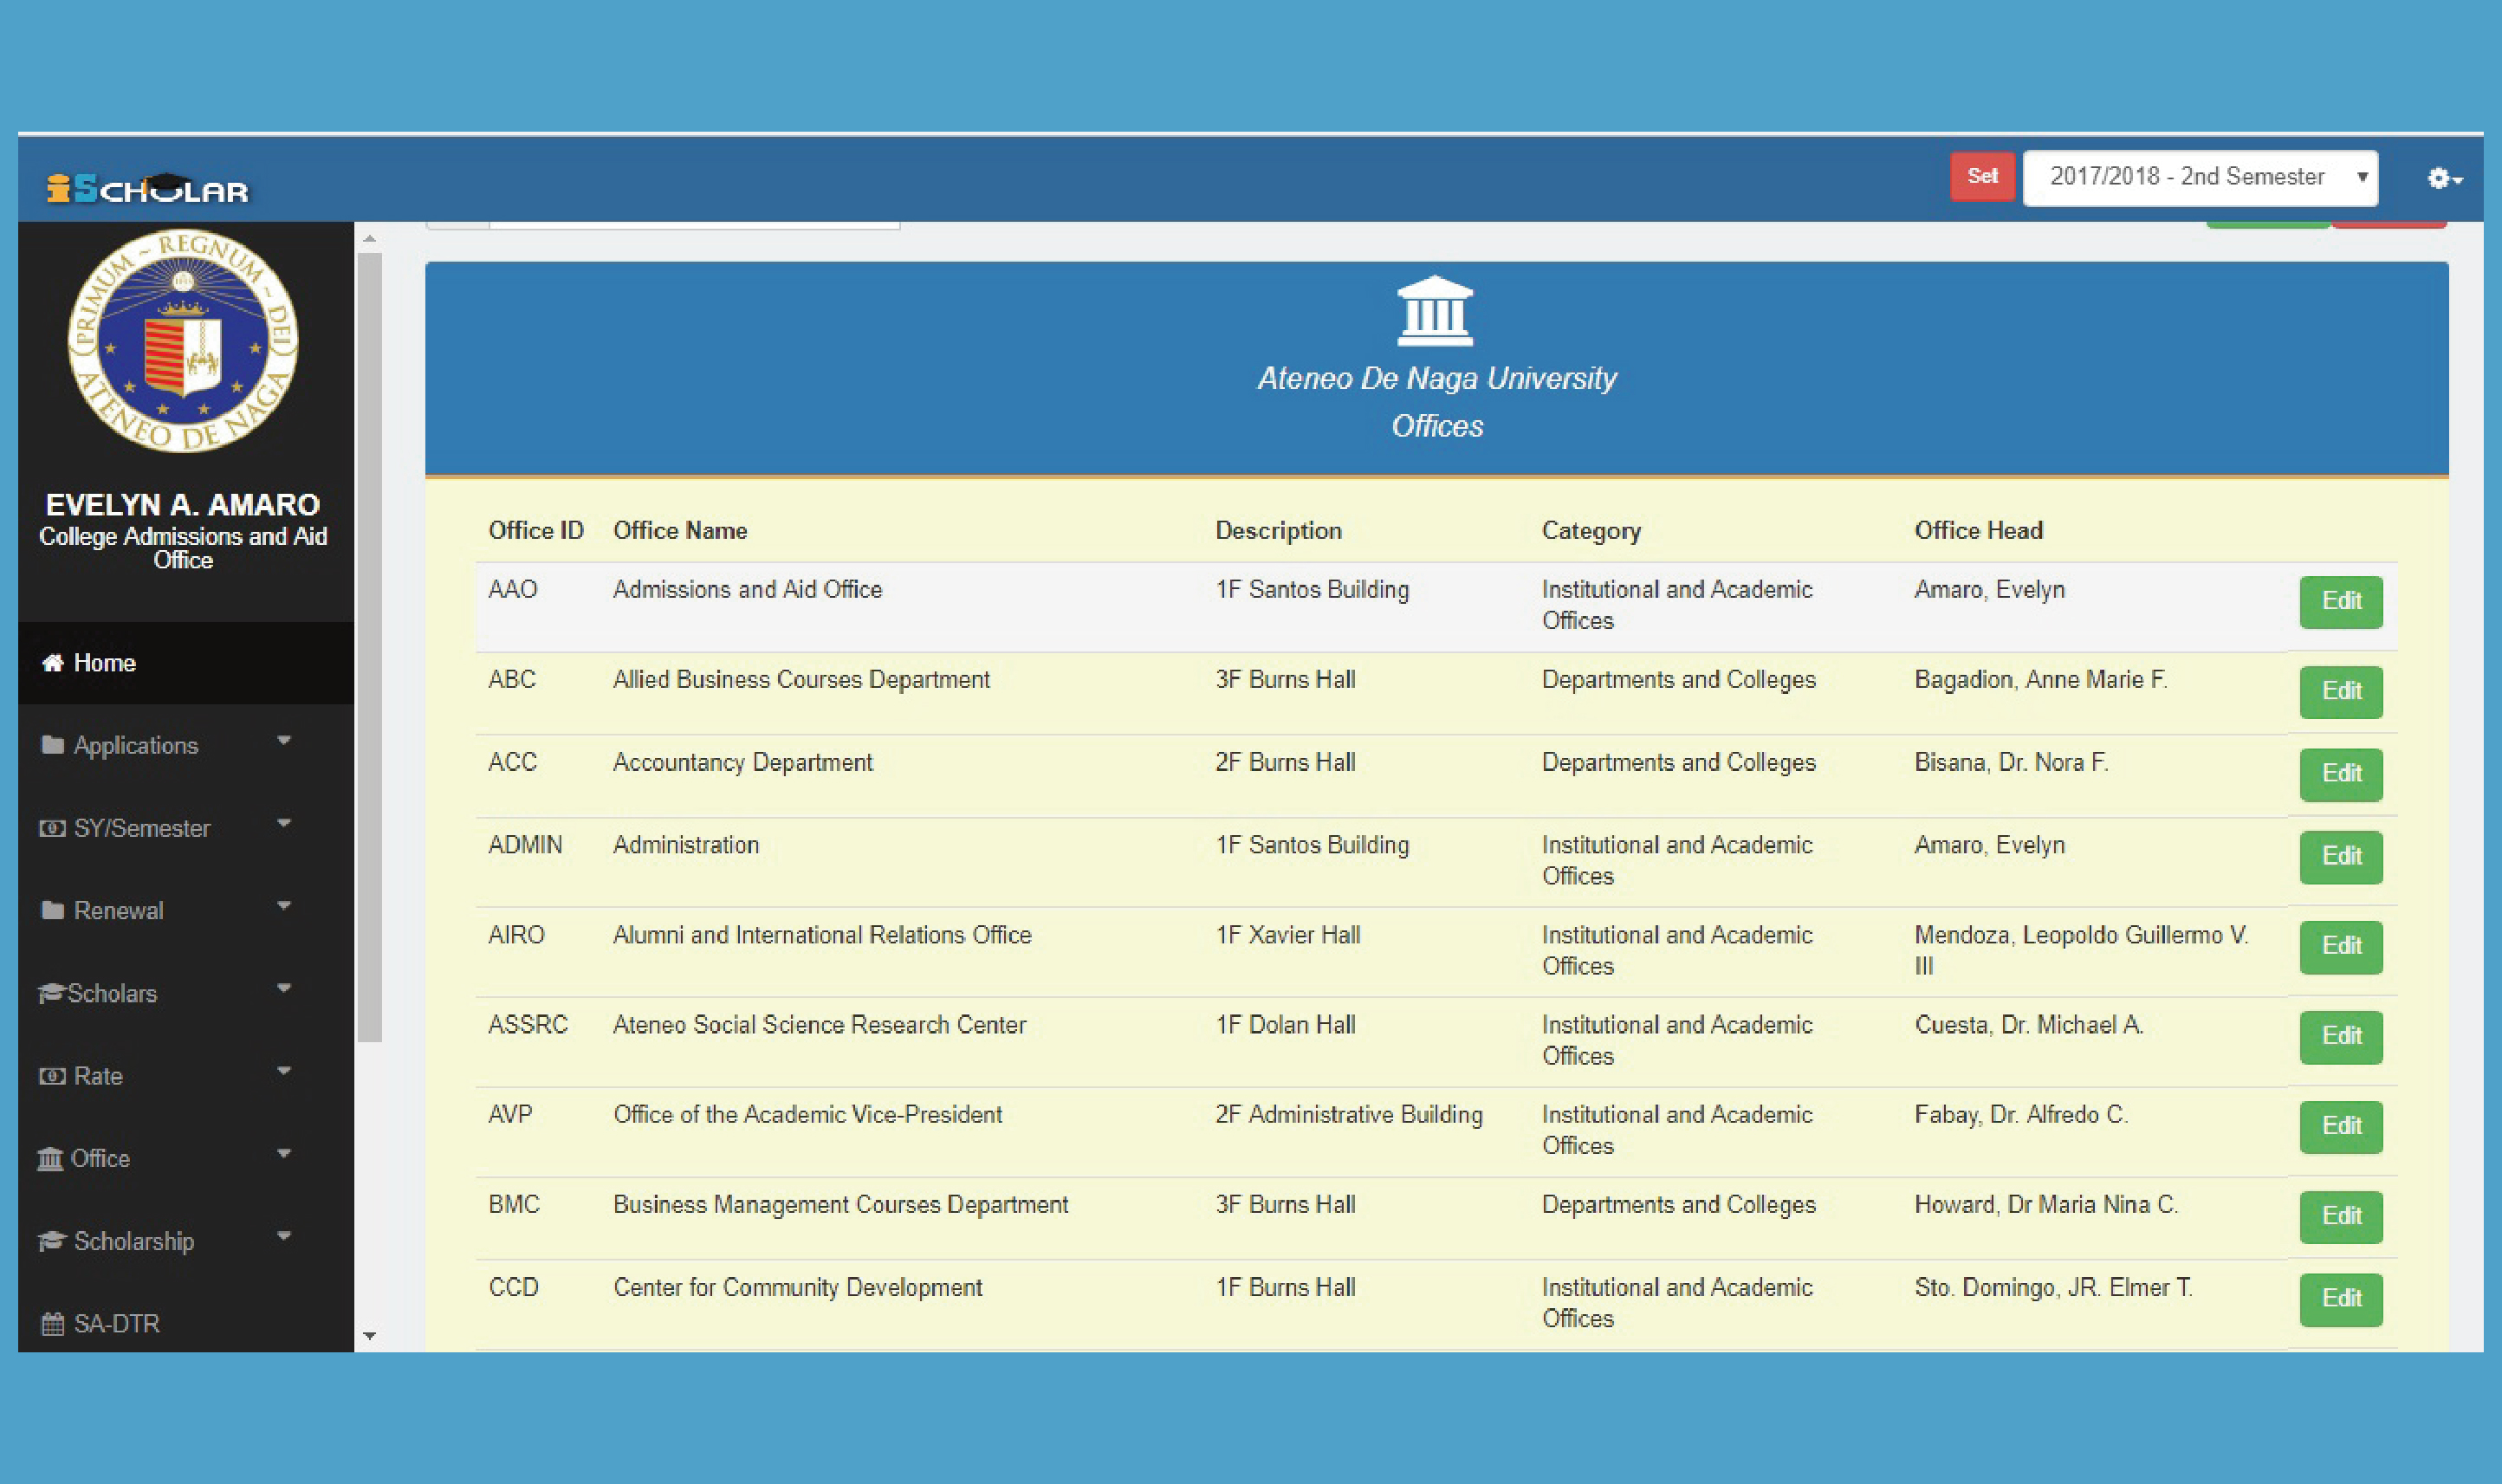 iSCHOLAR
Set
2017/2018 - 2nd Semester
PRIMUM ~ REGNUM ~ DEI
ATENEO DE NAGA
EVELYN A. AMARO
College Admissions and Aid
Office
Home
Applications
SY/Semester
Renewal
Scholars
Rate
Office
Scholarship
SA-DTR
Ateneo De Naga University
Offices
Office ID Office Name Description Category Office Head
AAO Admissions and Aid Office 1F Santos Building Institutional and Academic Amaro, Evelyn Edit
Offices
ABC Allied Business Courses Department 3F Burns Hall Departments and Colleges Bagadion, Anne Marie F. Edit
ACC Accountancy Department 2F Burns Hall Departments and Colleges Bisana, Dr. Nora F. Edit
ADMIN Administration 1F Santos Building Institutional and Academic Amaro, Evelyn Edit
Offices
AIRO Alumni and International Relations Office 1F Xavier Hall Institutional and Academic Mendoza, Leopoldo Guillermo V. Edit
Offices III
ASSRC Ateneo Social Science Research Center 1F Dolan Hall Institutional and Academic Cuesta, Dr. Michael A. Edit
Offices
AVP Office of the Academic Vice-President 2F Administrative Building Institutional and Academic Fabay, Dr. Alfredo C. Edit
Offices
BMC Business Management Courses Department 3F Burns Hall Departments and Colleges Howard, Dr Maria Nina C. Edit
CCD Center for Community Development 1F Burns Hall Institutional and Academic Sto. Domingo, JR. Elmer T. Edit
Offices